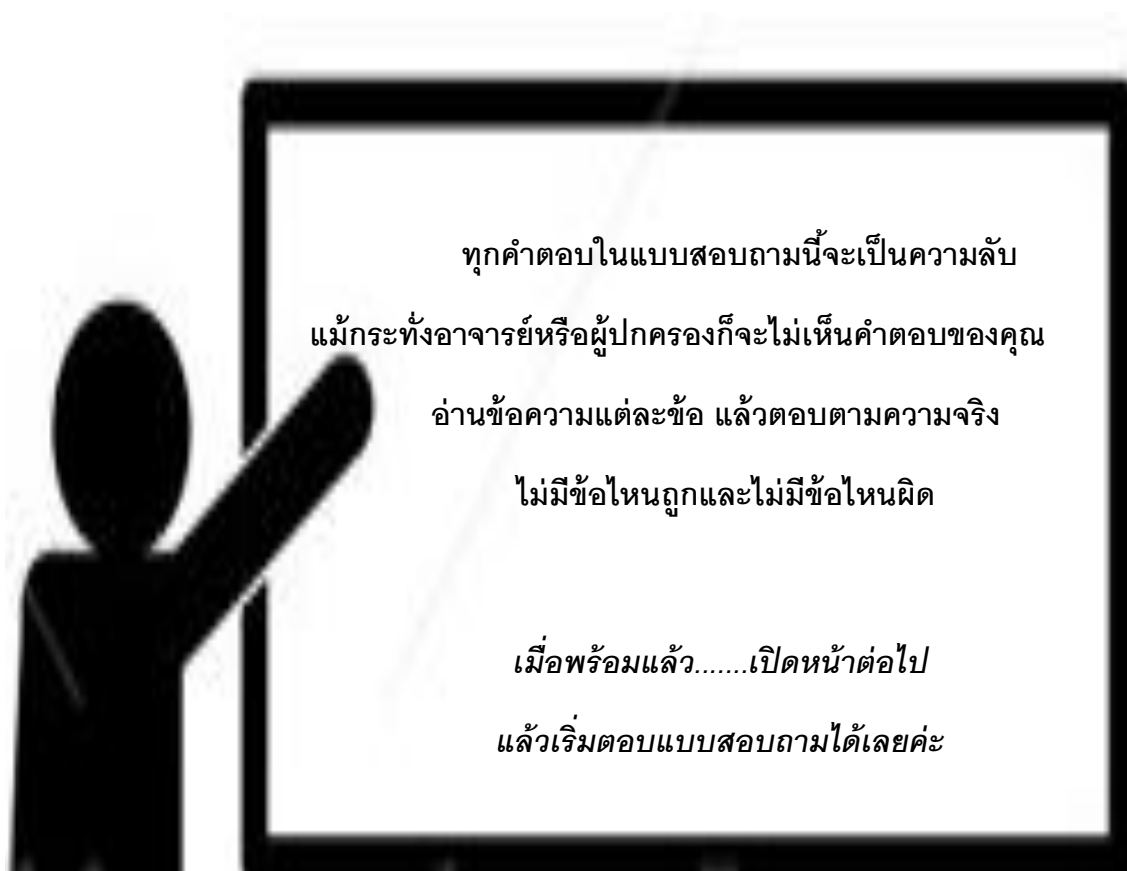 ทุกคำตอบในแบบสอบถามนี้จะเป็นความลับ
แม้กระทั่งอาจารย์หรือผู้ปกครองก็จะไม่เห็นคำตอบของคุณ
อ่านข้อความแต่ละข้อ แล้วตอบตามความจริง
ไม่มีข้อไหนถูกและไม่มีข้อไหนผิด
เมื่อพร้อมแล้ว.......เปิดหน้าต่อไป
แล้วเริ่มตอบแบบสอบถามได้เลยค่ะ